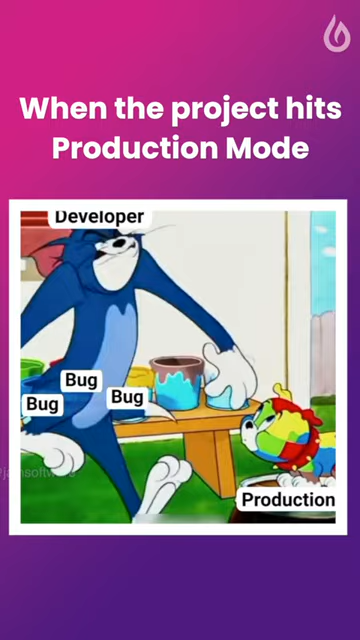 When the project hits
Production Mode
Developer
Bug
Bug
Bug
Production